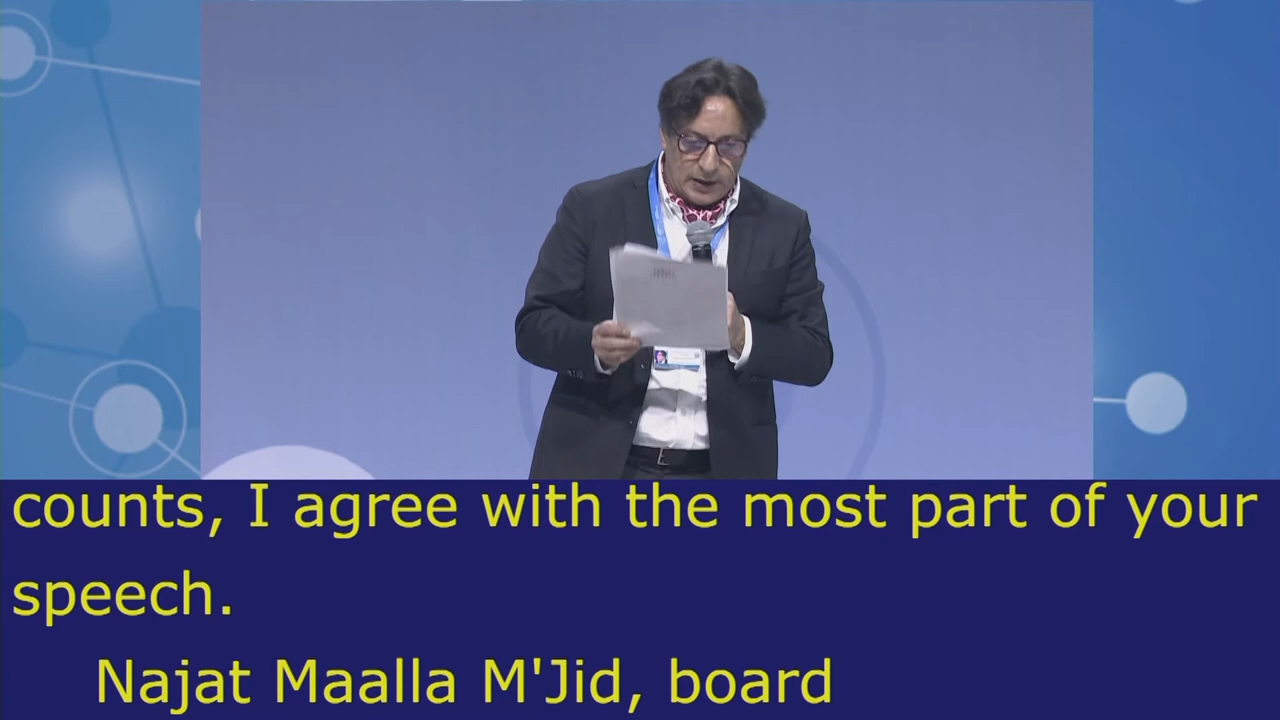 counts, I agree with the most part of your
speech.
Najat Maalla M'Jid, board